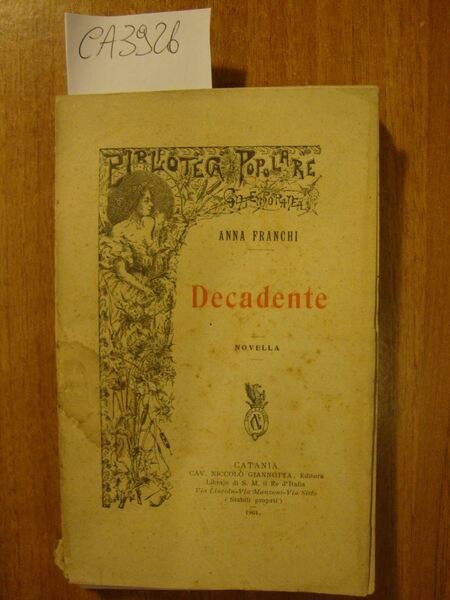 CA392b
BIBLIOTECA POPOLARE
CONTEMPORANEA
ANNA FRANCHI
Decadente
NOVELLA
N
CATANIA
CAV. NICCOLÒ GIANNOTTA, Editore
Libraio di S. M. il Re d'Italia
Via Lincoln-Via Manzoni-Via Sisto
(Stabili propri)
1901.